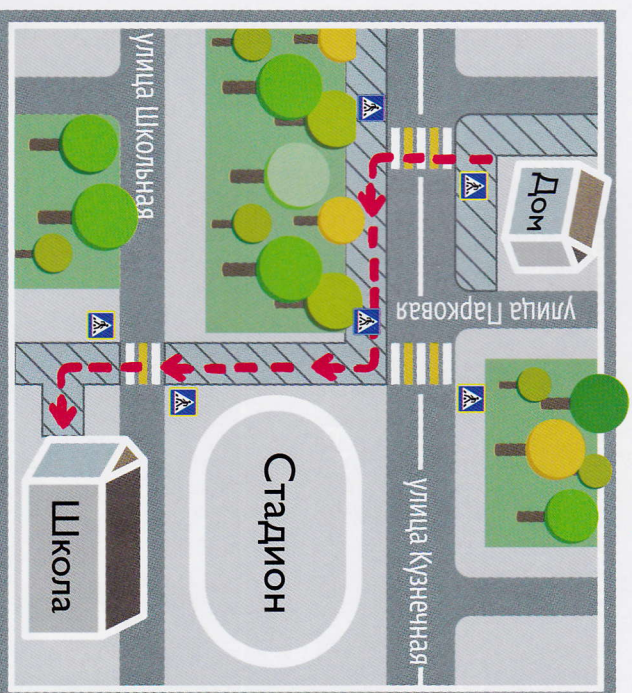 улица Школьная
Дом
улица Парковая
улица Кузнечная
Стадион
Школа